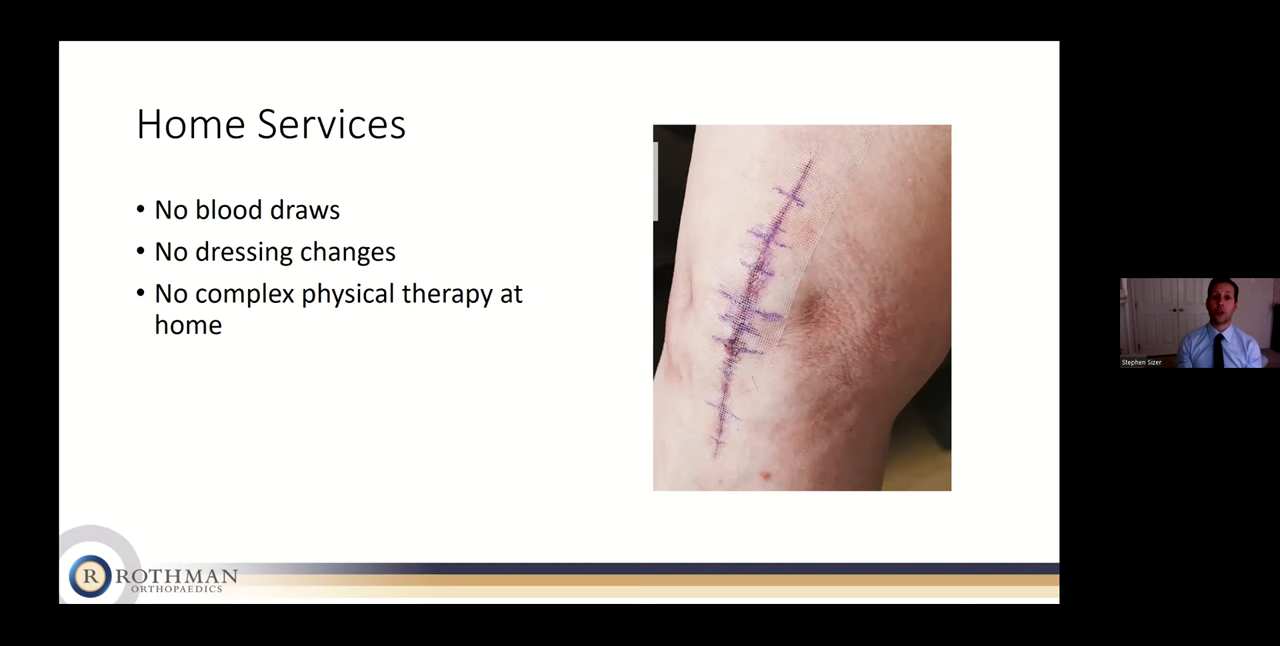 Home Services
• No blood draws
• No dressing changes
• No complex physical therapy at
home
R ROTHMAN
ORTHOPAEDICS
Stephen Sizer